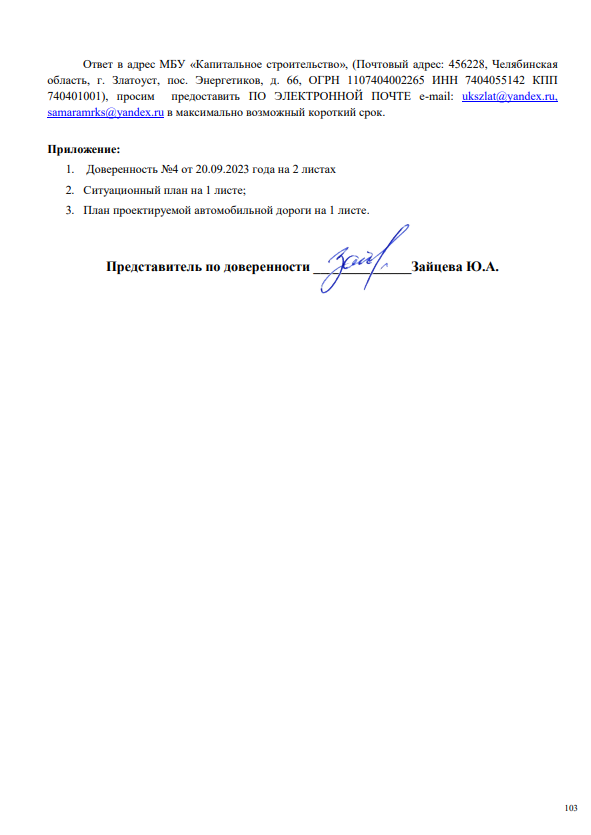 Ответ в адрес МБУ «Капитальное строительство», (Почтовый адрес: 456228, Челябинская
область, г. Златоуст, пос. Энергетиков, д. 66, ОГРН 1107404002265 ИНН 7404055142 КПП
740401001), просим предоставить ПО ЭЛЕКТРОННОЙ ПОЧТЕ e-mail: ukszlat@yandex.ru,
samaramrks@yandex.ru в максимально возможный короткий срок.
Приложение:
1. Доверенность №4 от 20.09.2023 года на 2 листах
2. Ситуационный план на 1 листе;
3. План проектируемой автомобильной дороги на 1 листе.
Представитель по доверенности ______________Зайцева Ю.А.
103